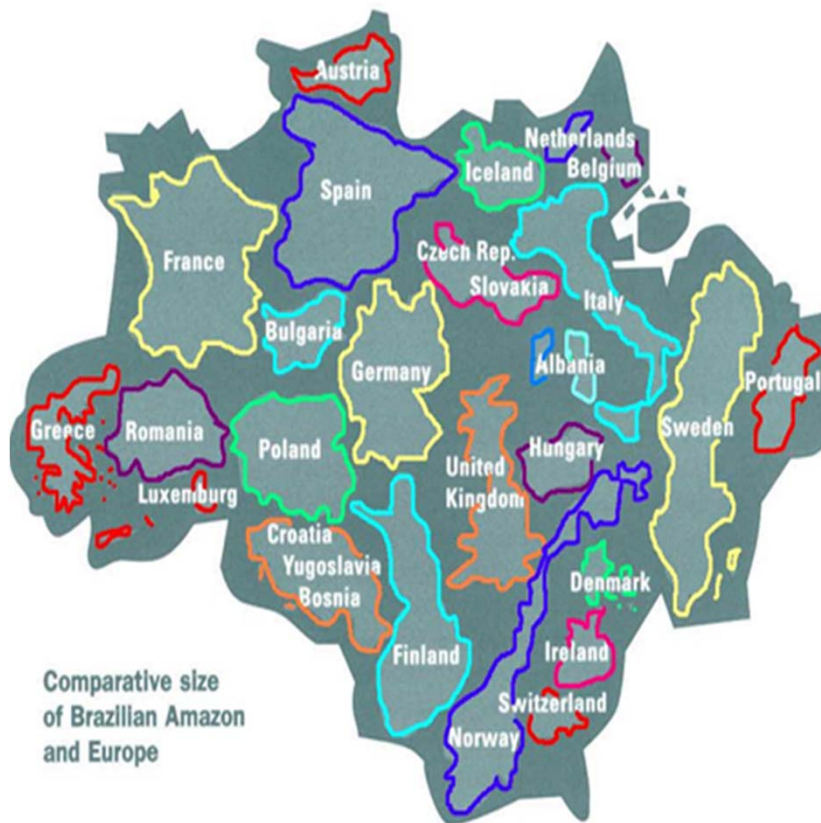 Austria
Netherlands
Belgium
Iceland
Spain
France
Czech Rep.
Slovakia
Italy
Bulgaria
Germany
Albania
Portugal
Greece
Romania
Poland
Sweden
Hungary
United
Kingdom
Luxemburg
Croatia
Yugoslavia
Bosnia
Denmark
Finland
Ireland
Switzerland
Norway
Comparative size
of Brazilian Amazon
and Europe